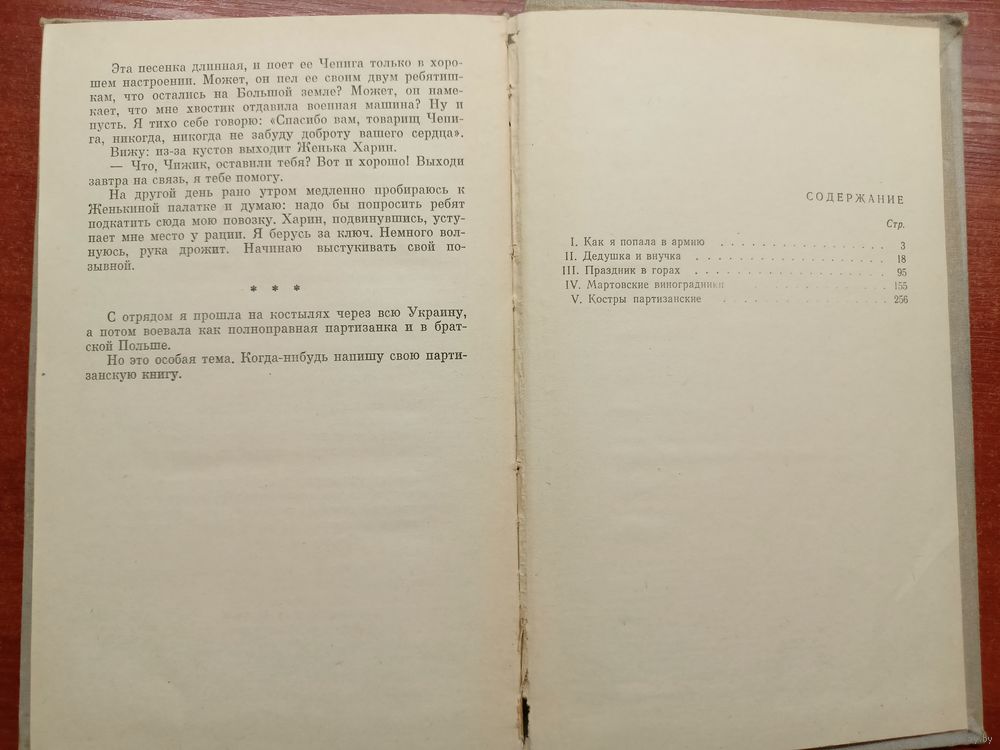 Эта песенка длинная, и поет ее Чепига только в хоро-
шем настроении. Может, он пел ее своим двум ребятиш-
кам, что остались на Большой земле? Может, он наме-
кает, что мне хвостик отдавила военная машина? Ну и
пусть. Я тихо себе говорю: «Спасибо вам, товарищ Чепи-
га, никогда, никогда не забуду доброту вашего сердца».
Вижу: из-за кустов выходит Женька Харин.
— Что, Чижик, оставили тебя? Вот и хорошо! Выходи
завтра на связь, я тебе помогу.
На другой день рано утром медленно пробираюсь к
Женькиной палатке и думаю: надо бы попросить ребят
подкатить сюда мою повозку. Харин, подвинувшись, усту-
пает мне место у рации. Я берусь за ключ. Немного вол-
нуюсь, рука дрожит. Начинаю выстукивать свой по-
зывной.
* * *
С отрядом я прошла на костылях через всю Украину,
а потом воевала как полноправная партизанка и в брат-
ской Польше.
Но это особая тема. Когда-нибудь напишу свою парти-
занскую книгу.
СОДЕРЖАНИЕ
Стр.
I. Как я попала в армию . . . . . . . . . . . . 3
II. Дедушка и внучка . . . . . . . . . . . . . . 18
III. Праздник в горах . . . . . . . . . . . . . . 95
IV. Мартовские виноградники . . . . . . . . . . . 155
V. Костры партизанские . . . . . . . . . . . . 256